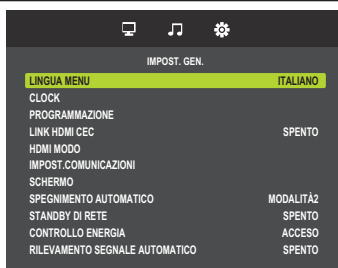 IMPOST. GEN.
LINGUA MENU ITALIANO
CLOCK
PROGRAMMAZIONE
LINK HDMI CEC SPENTO
HDMI MODO
IMPOST.COMUNICAZIONI
SCHERMO
SPEGNIMENTO AUTOMATICO MODALITÀ2
STANDBY DI RETE SPENTO
CONTROLLO ENERGIA ACCESO
RILEVAMENTO SEGNALE AUTOMATICO SPENTO